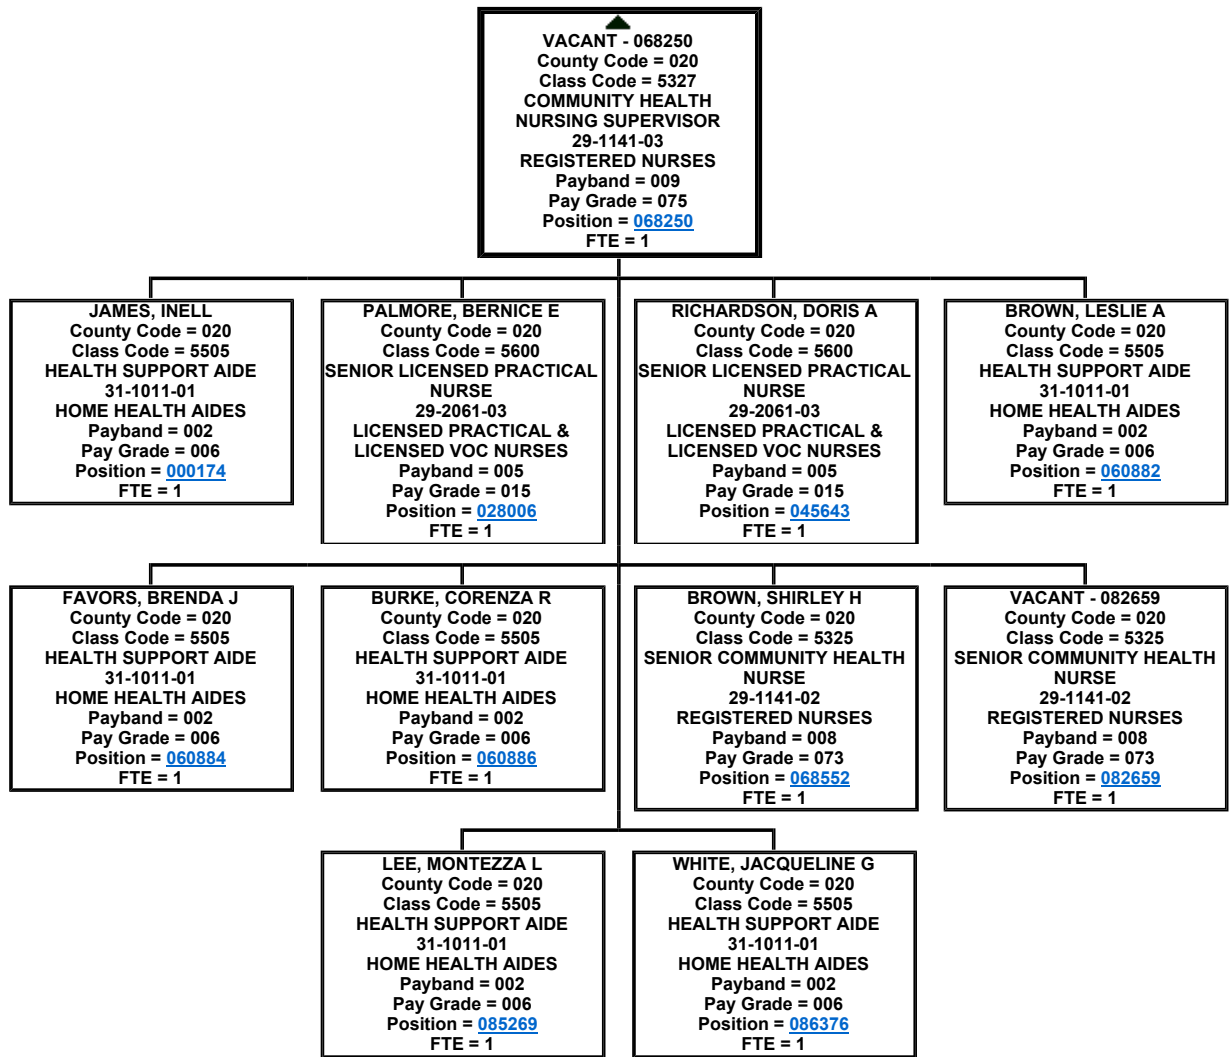 VACANT - 068250
County Code = 020
Class Code = 5327
COMMUNITY HEALTH
NURSING SUPERVISOR
29-1141-03
REGISTERED NURSES
Payband = 009
Pay Grade = 075
Position = 068250
FTE = 1
JAMES, INELL
County Code = 020
Class Code = 5505
HEALTH SUPPORT AIDE
31-1011-01
HOME HEALTH AIDES
Payband = 002
Pay Grade = 006
Position = 000174
FTE = 1
PALMORE, BERNICE E
County Code = 020
Class Code = 5600
SENIOR LICENSED PRACTICAL
NURSE
29-2061-03
LICENSED PRACTICAL &
LICENSED VOC NURSES
Payband = 005
Pay Grade = 015
Position = 028006
FTE = 1
RICHARDSON, DORIS A
County Code = 020
Class Code = 5600
SENIOR LICENSED PRACTICAL
NURSE
29-2061-03
LICENSED PRACTICAL &
LICENSED VOC NURSES
Payband = 005
Pay Grade = 015
Position = 045643
FTE = 1
BROWN, LESLIE A
County Code = 020
Class Code = 5505
HEALTH SUPPORT AIDE
31-1011-01
HOME HEALTH AIDES
Payband = 002
Pay Grade = 006
Position = 060882
FTE = 1
FAVORS, BRENDA J
County Code = 020
Class Code = 5505
HEALTH SUPPORT AIDE
31-1011-01
HOME HEALTH AIDES
Payband = 002
Pay Grade = 006
Position = 060884
FTE = 1
BURKE, CORENZA R
County Code = 020
Class Code = 5505
HEALTH SUPPORT AIDE
31-1011-01
HOME HEALTH AIDES
Payband = 002
Pay Grade = 006
Position = 060886
FTE = 1
BROWN, SHIRLEY H
County Code = 020
Class Code = 5325
SENIOR COMMUNITY HEALTH
NURSE
29-1141-02
REGISTERED NURSES
Payband = 008
Pay Grade = 073
Position = 068552
FTE = 1
VACANT - 082659
County Code = 020
Class Code = 5325
SENIOR COMMUNITY HEALTH
NURSE
29-1141-02
REGISTERED NURSES
Payband = 008
Pay Grade = 073
Position = 082659
FTE = 1
LEE, MONTEZZA L
County Code = 020
Class Code = 5505
HEALTH SUPPORT AIDE
31-1011-01
HOME HEALTH AIDES
Payband = 002
Pay Grade = 006
Position = 085269
FTE = 1
WHITE, JACQUELINE G
County Code = 020
Class Code = 5505
HEALTH SUPPORT AIDE
31-1011-01
HOME HEALTH AIDES
Payband = 002
Pay Grade = 006
Position = 086376
FTE = 1